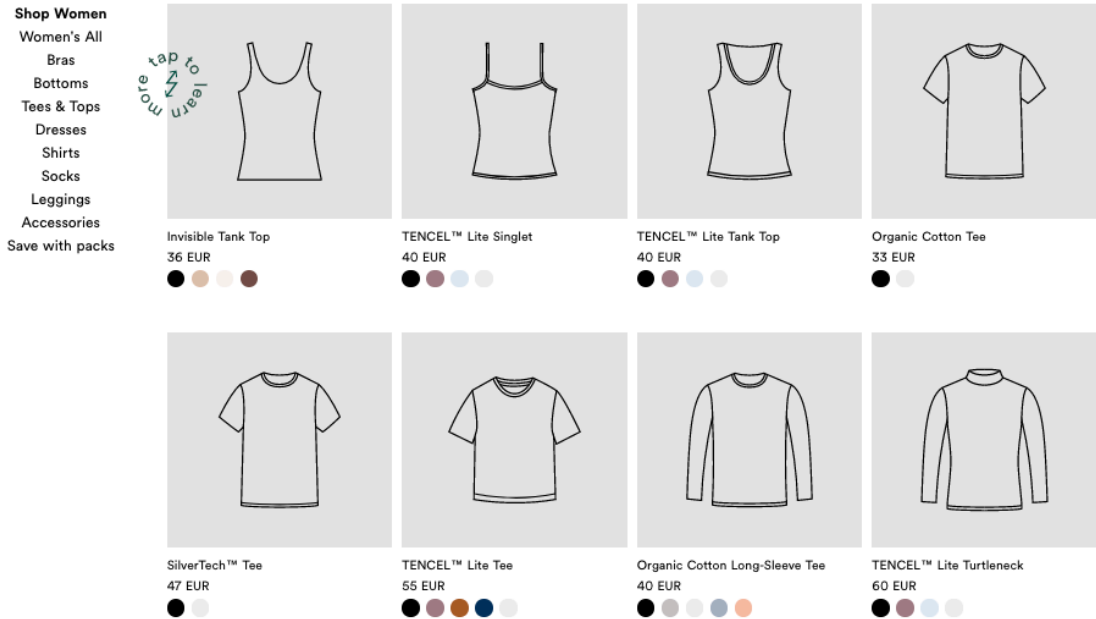 Shop Women
Women's All
Bras
Bottoms
Tees & Tops
Dresses
Shirts
Socks
Leggings
Accessories
Save with packs
tap to learn more
Invisible Tank Top
36 EUR
TENCEL™ Lite Singlet
40 EUR
TENCEL™ Lite Tank Top
40 EUR
Organic Cotton Tee
33 EUR
SilverTech™ Tee
47 EUR
TENCEL™ Lite Tee
55 EUR
Organic Cotton Long-Sleeve Tee
40 EUR
TENCEL™ Lite Turtleneck
60 EUR